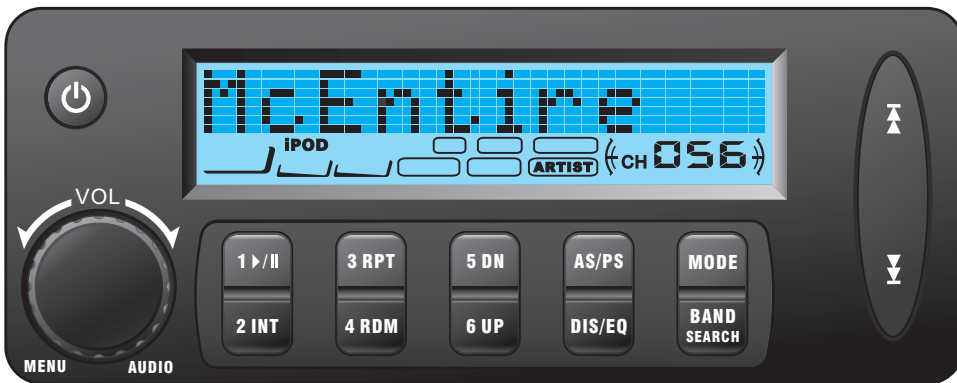 McEntire
iPOD
ARTIST CH 056
VOL
MENU AUDIO
1 ▷/II 3 RPT 5 DN AS/PS MODE
2 INT 4 RDM 6 UP DIS/EQ BAND
SEARCH